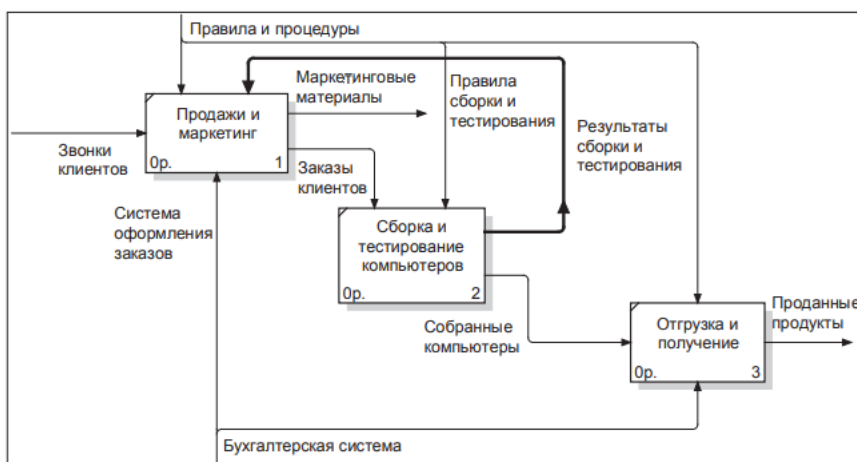 Правила и процедуры
Маркетинговые
материалы
Правила
сборки и
тестирования
Продажи и
маркетинг
0р. 1
Звонки
клиентов
Заказы
клиентов
Результаты
сборки и
тестирования
Система
оформления
заказов
Сборка и
тестирование
компьютеров
0р. 2
Собранные
компьютеры
Отгрузка и
получение
0р. 3
Проданные
продукты
Бухгалтерская система